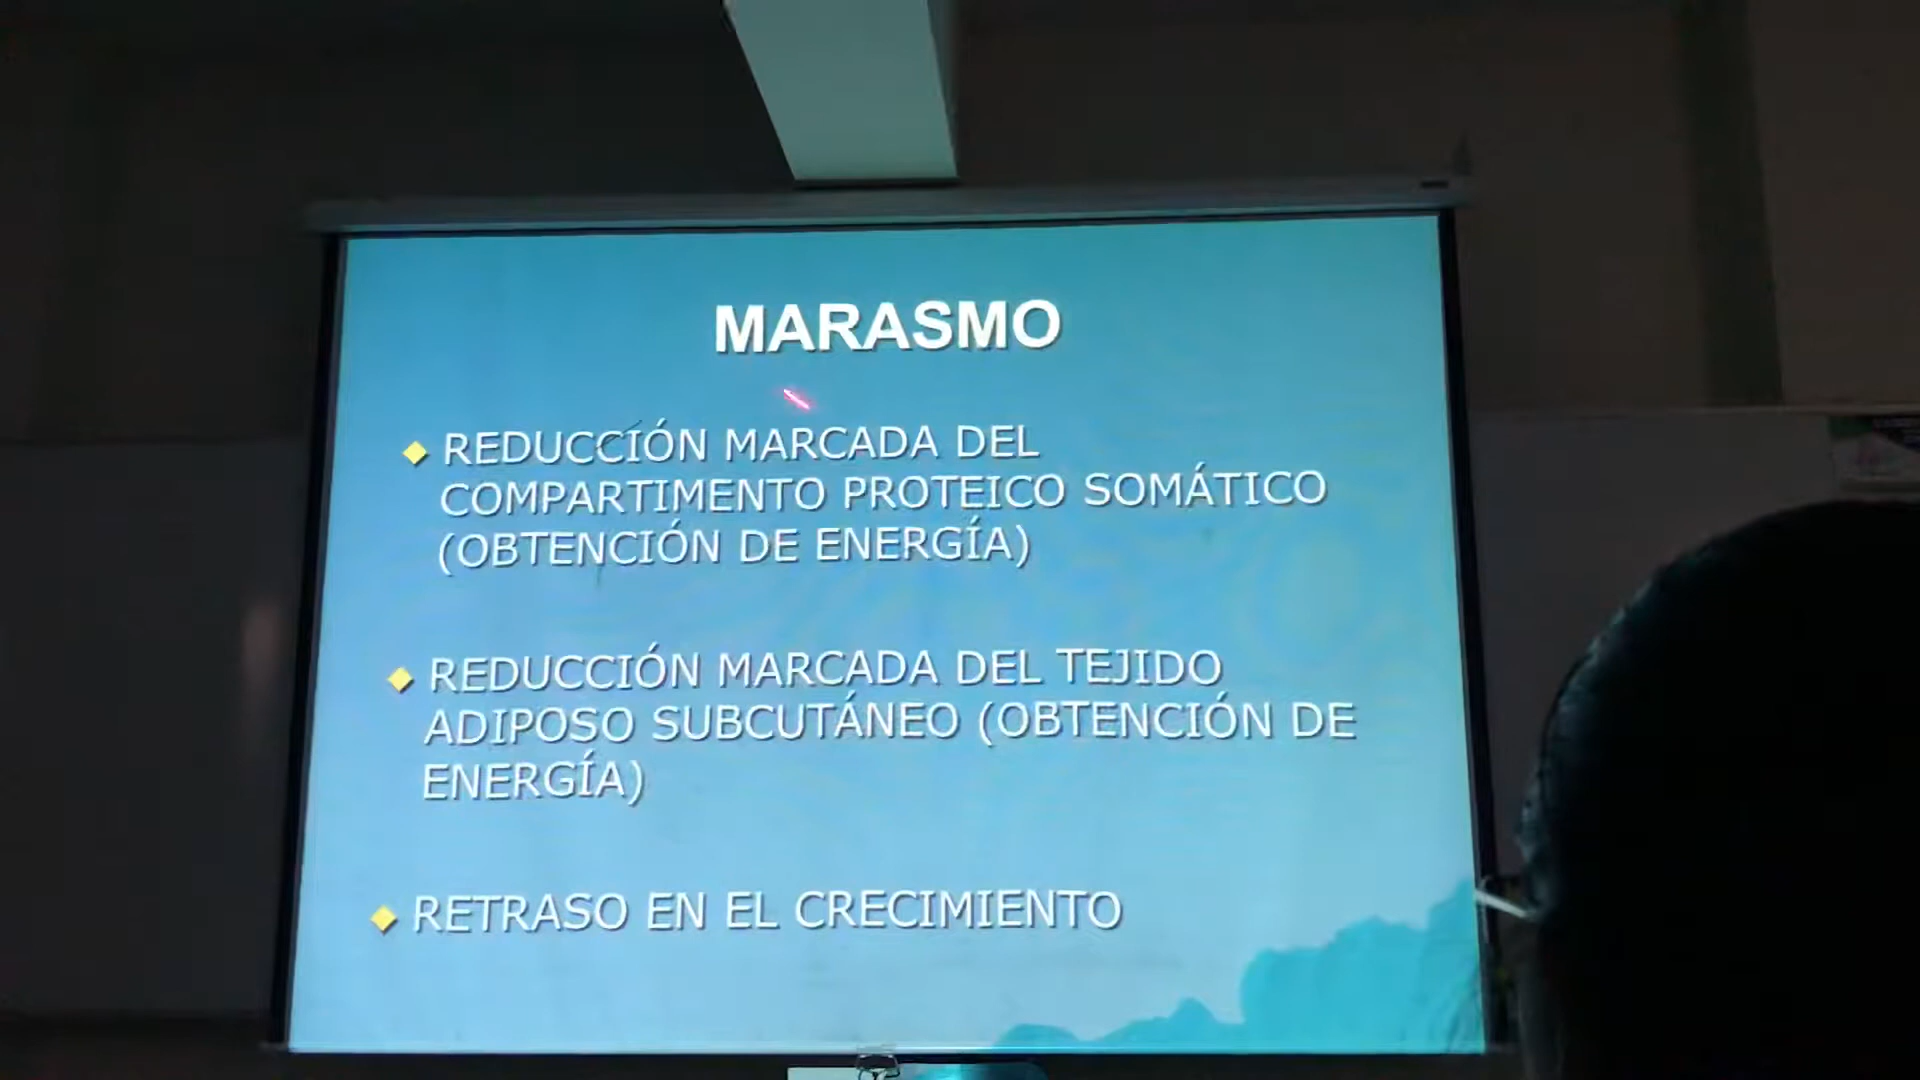 MARASMO
REDUCCIÓN MARCADA DEL
COMPARTIMENTO PROTEICO SOMÁTICO
(OBTENCIÓN DE ENERGÍA)
REDUCCIÓN MARCADA DEL TEJIDO
ADIPOSO SUBCUTÁNEO (OBTENCIÓN DE
ENERGÍA)
RETRASO EN EL CRECIMIENTO